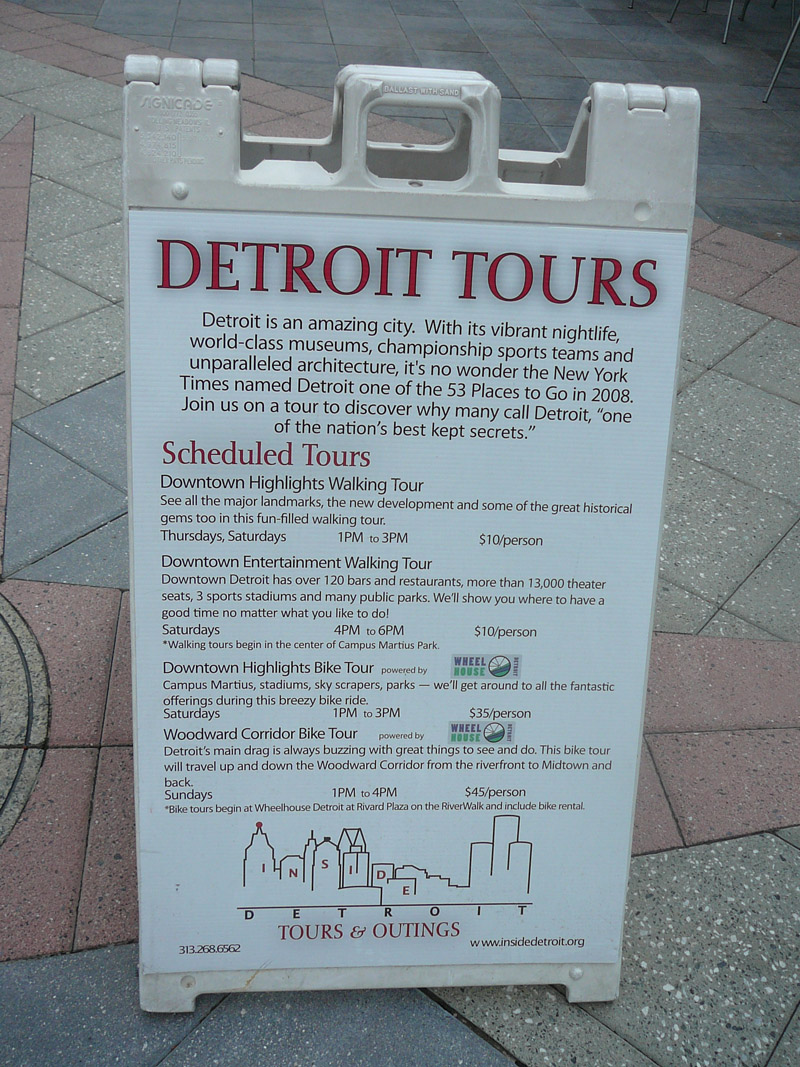 BALLAST WITH SAND
SIGNICADE
DETROIT TOURS
Detroit is an amazing city. With its vibrant nightlife,
world-class museums, championship sports teams and
unparalleled architecture, it's no wonder the New York
Times named Detroit one of the 53 Places to Go in 2008.
Join us on a tour to discover why many call Detroit, "one
of the nation's best kept secrets."
Scheduled Tours
Downtown Highlights Walking Tour
See all the major landmarks, the new development and some of the great historical
gems too in this fun-filled walking tour.
Thursdays, Saturdays 1PM to 3PM $10/person
Downtown Entertainment Walking Tour
Downtown Detroit has over 120 bars and restaurants, more than 13,000 theater
seats, 3 sports stadiums and many public parks. We'll show you where to have a
good time no matter what you like to do!
Saturdays 4PM to 6PM $10/person
*Walking tours begin in the center of Campus Martius Park.
Downtown Highlights Bike Tour powered by WHEEL HOUSE DETROIT
Campus Martius, stadiums, sky scrapers, parks — we'll get around to all the fantastic
offerings during this breezy bike ride.
Saturdays 1PM to 3PM $35/person
Woodward Corridor Bike Tour powered by WHEEL HOUSE DETROIT
Detroit's main drag is always buzzing with great things to see and do. This bike tour
will travel up and down the Woodward Corridor from the riverfront to Midtown and
back.
Sundays 1PM to 4PM $45/person
*Bike tours begin at Wheelhouse Detroit at Rivard Plaza on the RiverWalk and include bike rental.
INSIDE
DETROIT
TOURS & OUTINGS
313.268.6562 www.insidedetroit.org